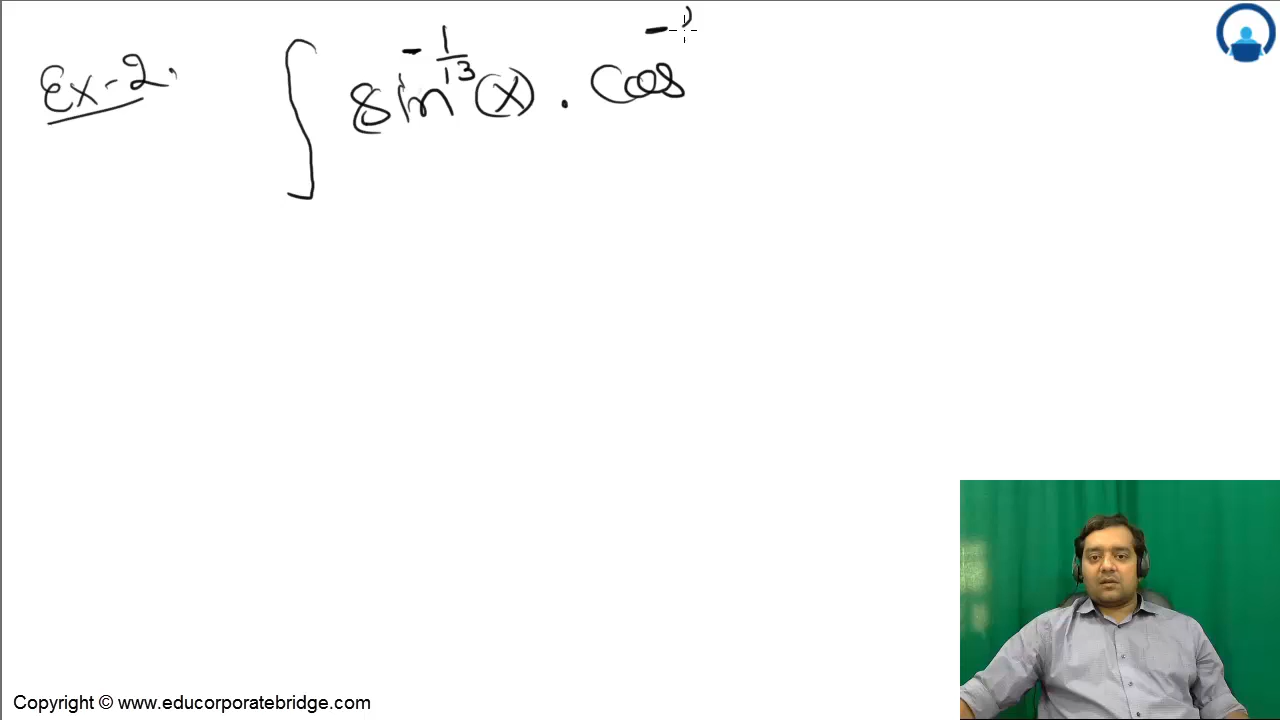 Ex-2. ∫ sin^{-1/13}(x) . cos^-
Copyright © www.educorporatebridge.com